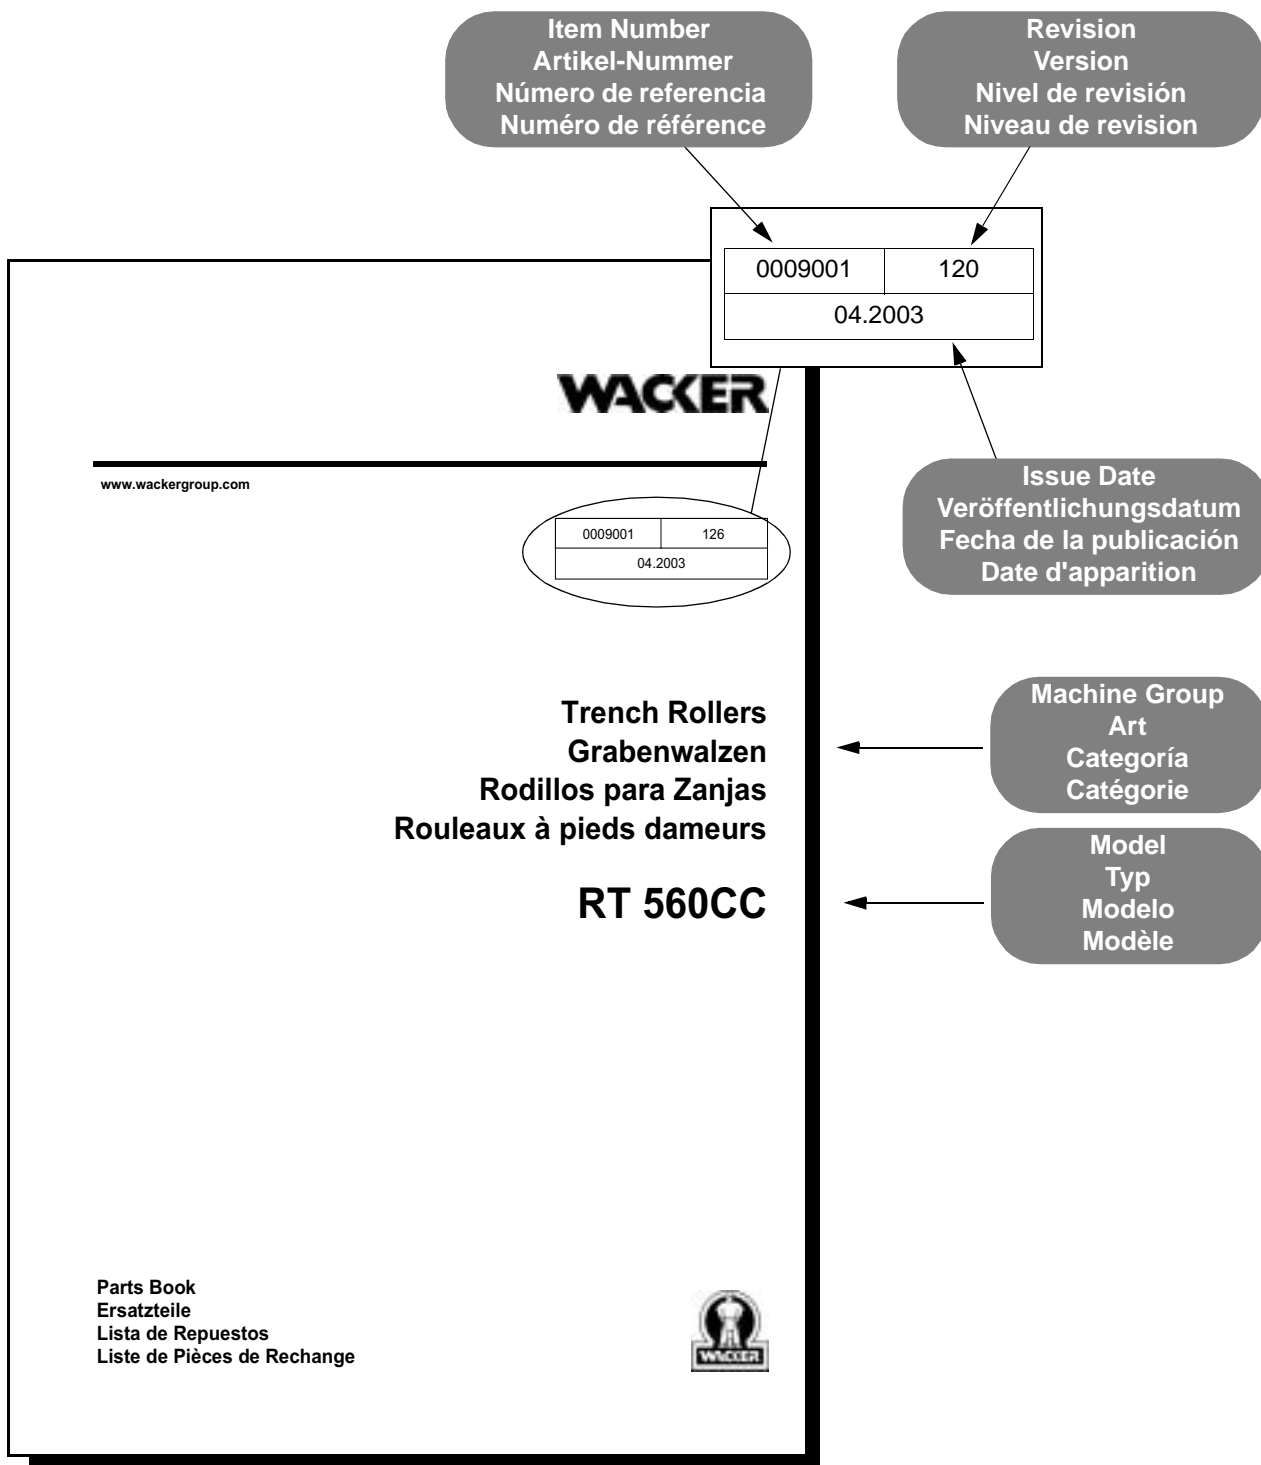 Item Number
Artikel-Nummer
Número de referencia
Numéro de référence
Revision
Version
Nivel de revisión
Niveau de revision
0009001 120
04.2003
WACKER
www.wackergroup.com
0009001 126
04.2003
Issue Date
Veröffentlichungsdatum
Fecha de la publicación
Date d'apparition
Trench Rollers
Grabenwalzen
Rodillos para Zanjas
Rouleaux à pieds dameurs
Machine Group
Art
Categoría
Catégorie
RT 560CC
Model
Typ
Modelo
Modèle
Parts Book
Ersatzteile
Lista de Repuestos
Liste de Pièces de Rechange
WACKER